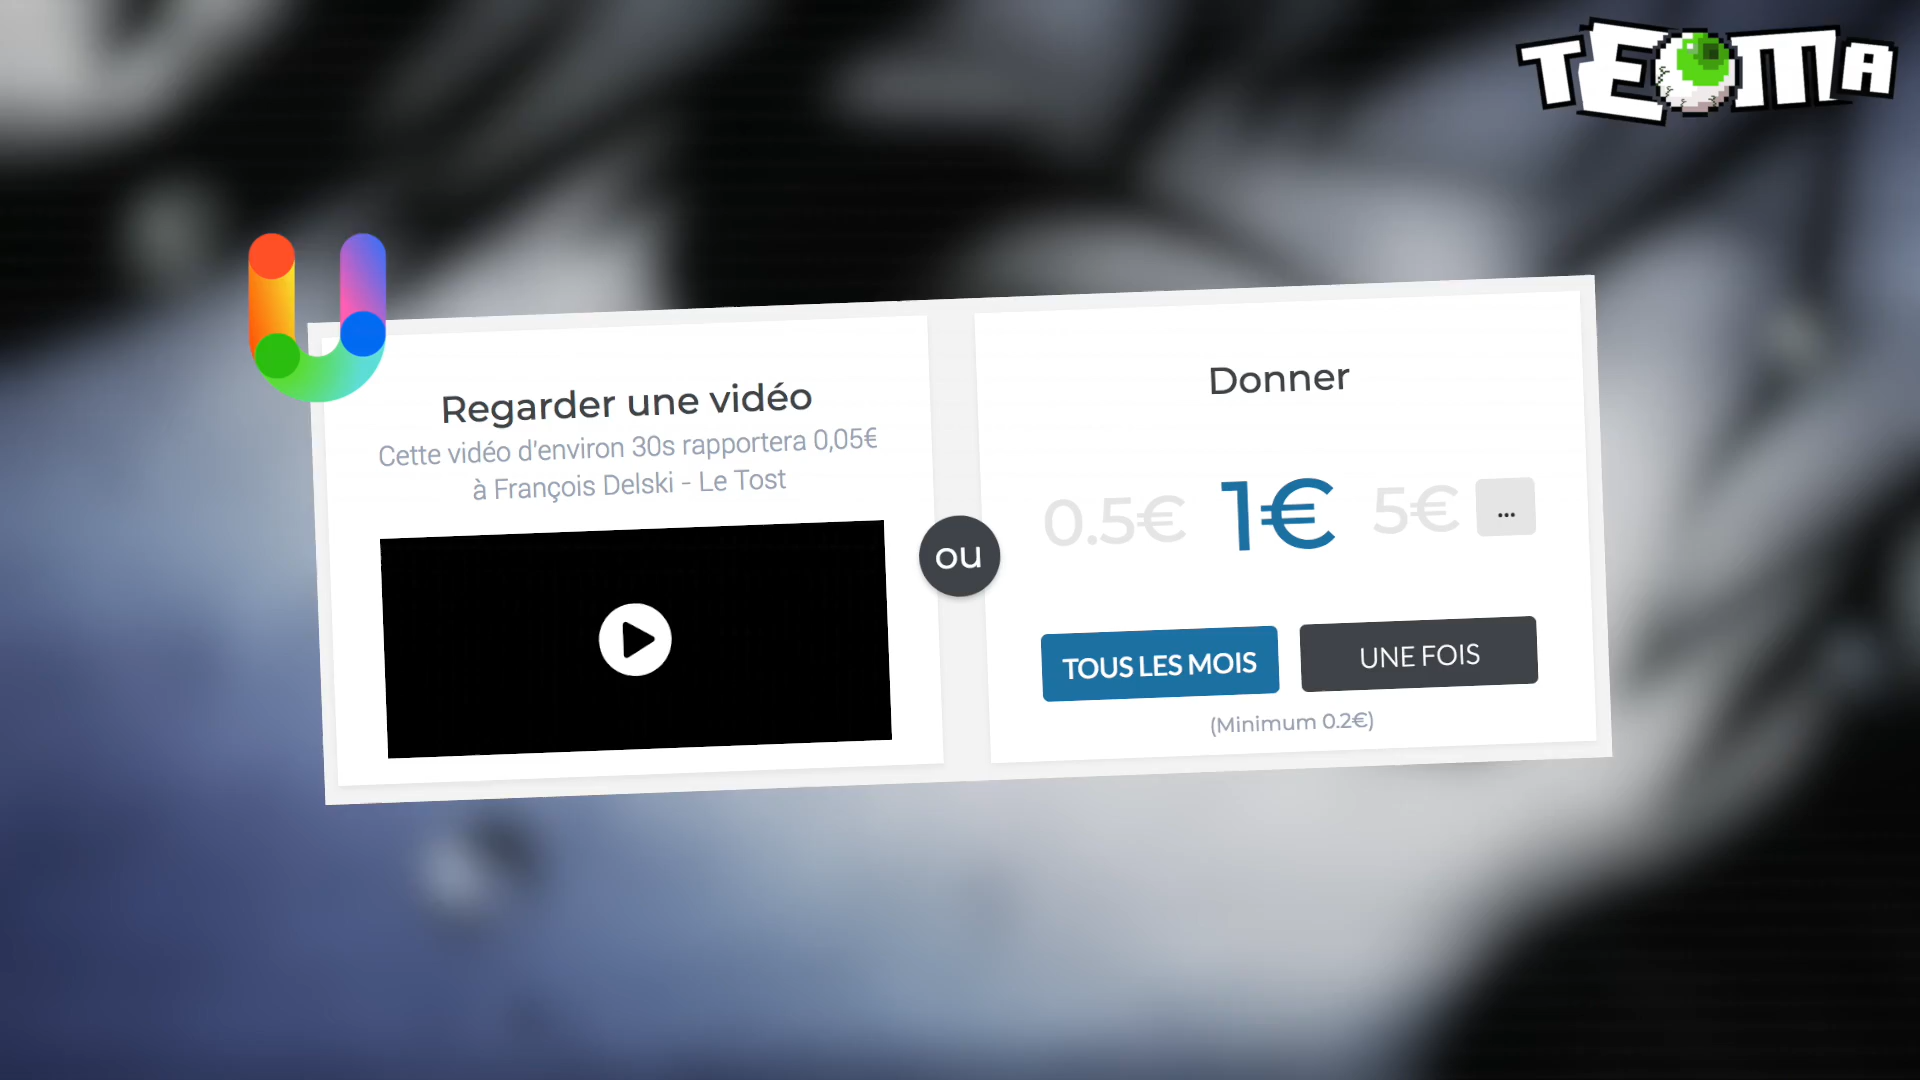 TEOMA
Regarder une vidéo
Cette vidéo d'environ 30s rapportera 0,05€
à François Delski - Le Tost
ou
Donner
0.5€ 1€ 5€ ...
TOUS LES MOIS UNE FOIS
(Minimum 0.2€)